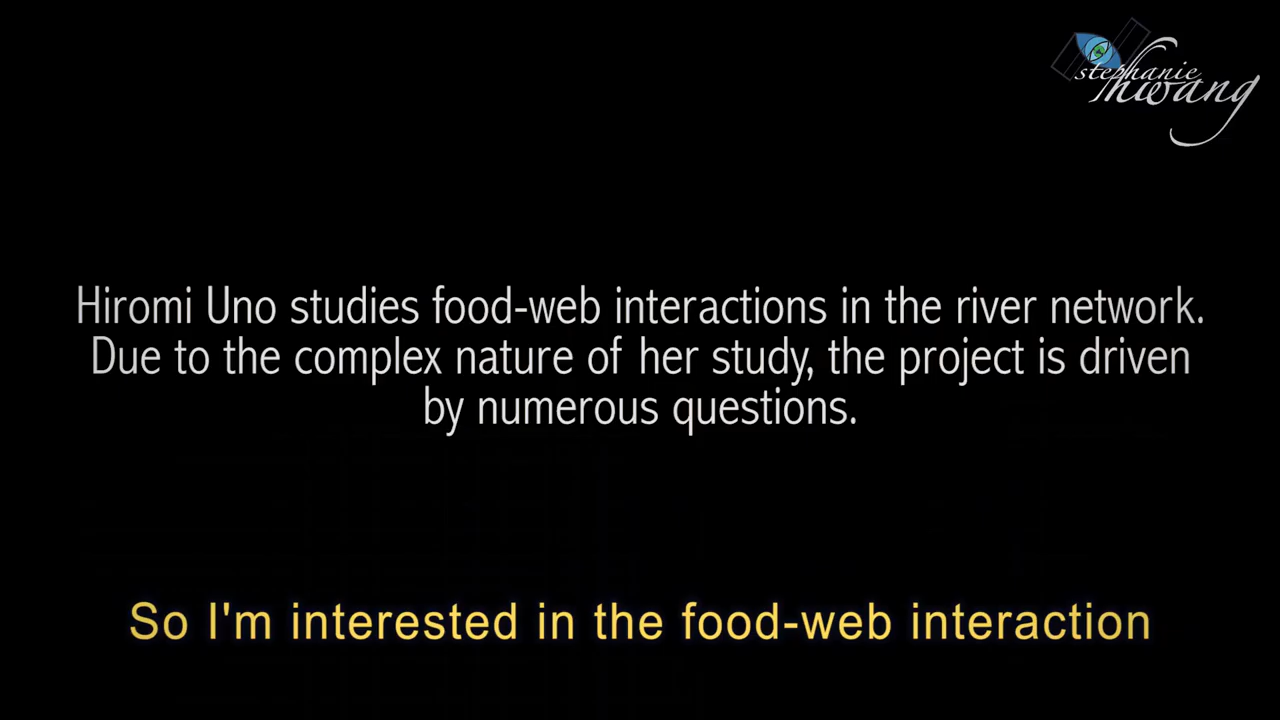 stephanie
hwang
Hiromi Uno studies food-web interactions in the river network.
Due to the complex nature of her study, the project is driven
by numerous questions.
So I'm interested in the food-web interaction